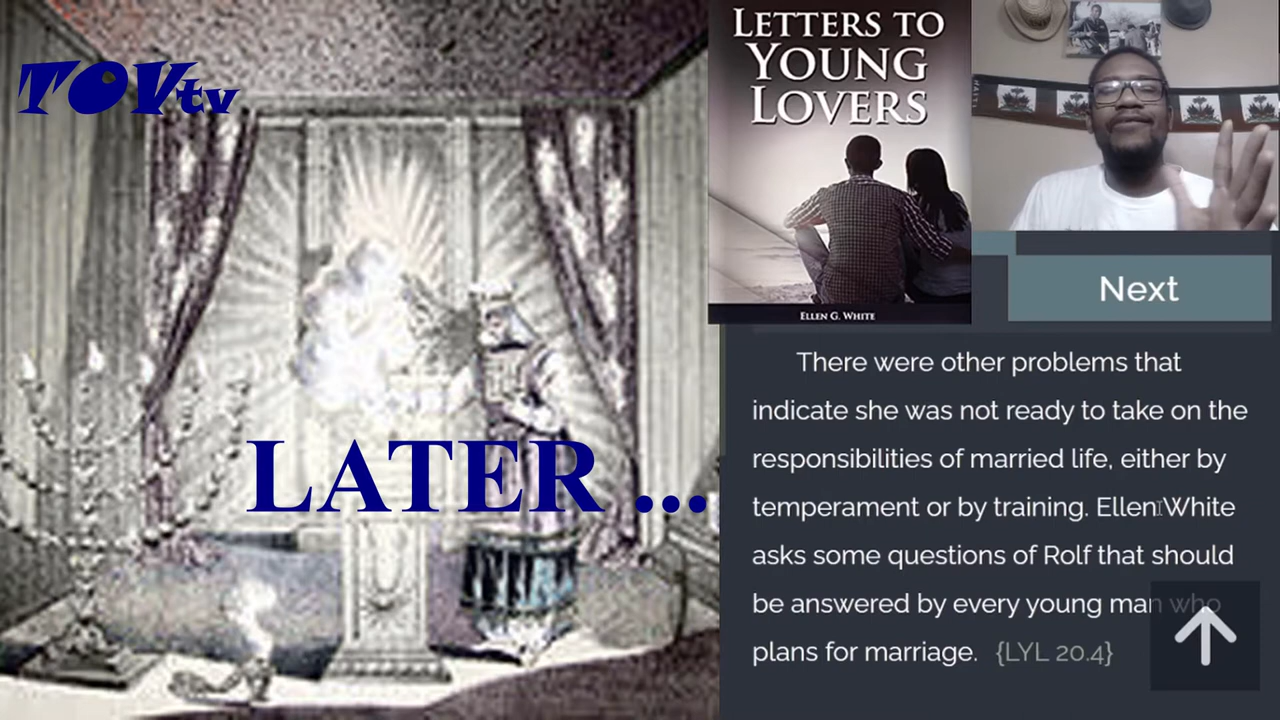 TOVtv
LATER ...
LETTERS TO
YOUNG
LOVERS
ELLEN G. WHITE
Next
There were other problems that
indicate she was not ready to take on the
responsibilities of married life, either by
temperament or by training. Ellen White
asks some questions of Rolf that should
be answered by every young man who
plans for marriage. {LYL 20.4}